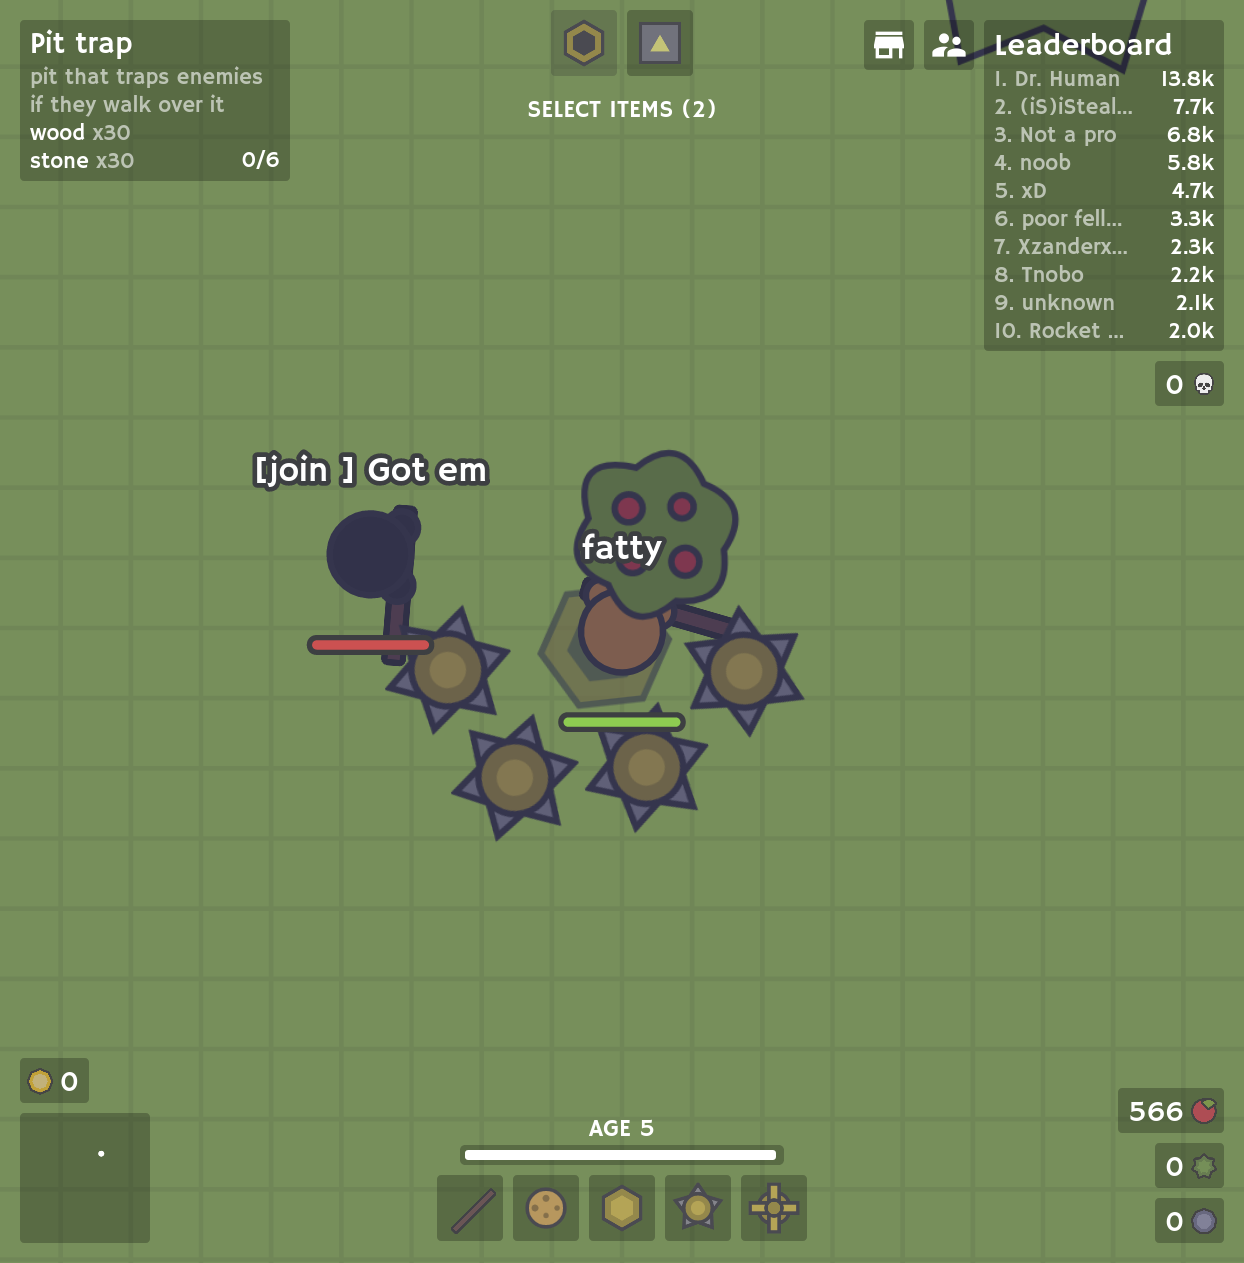 Pit trap
pit that traps enemies
if they walk over it
wood x30
stone x30 0/6
SELECT ITEMS (2)
Leaderboard
1. Dr. Human 13.8k
2. (iS)iSteal... 7.7k
3. Not a pro 6.8k
4. noob 5.8k
5. xD 4.7k
6. poor fell... 3.3k
7. Xzanderx... 2.3k
8. Tnobo 2.2k
9. unknown 2.1k
10. Rocket ... 2.0k
0
[join ] Got em
fatty
0
AGE 5
566
0
0